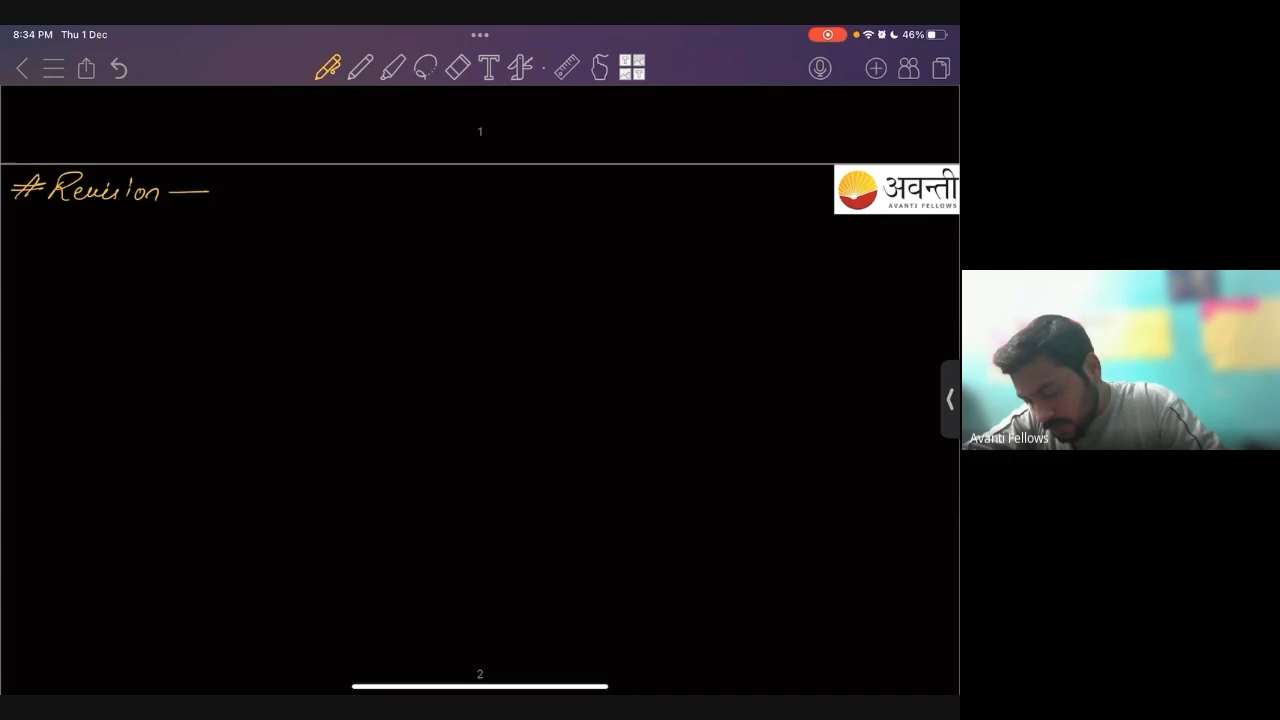 8:34 PM Thu 1 Dec
46%
1
# Revision —
अवन्ती
AVANTI FELLOWS
Avanti Fellows
2